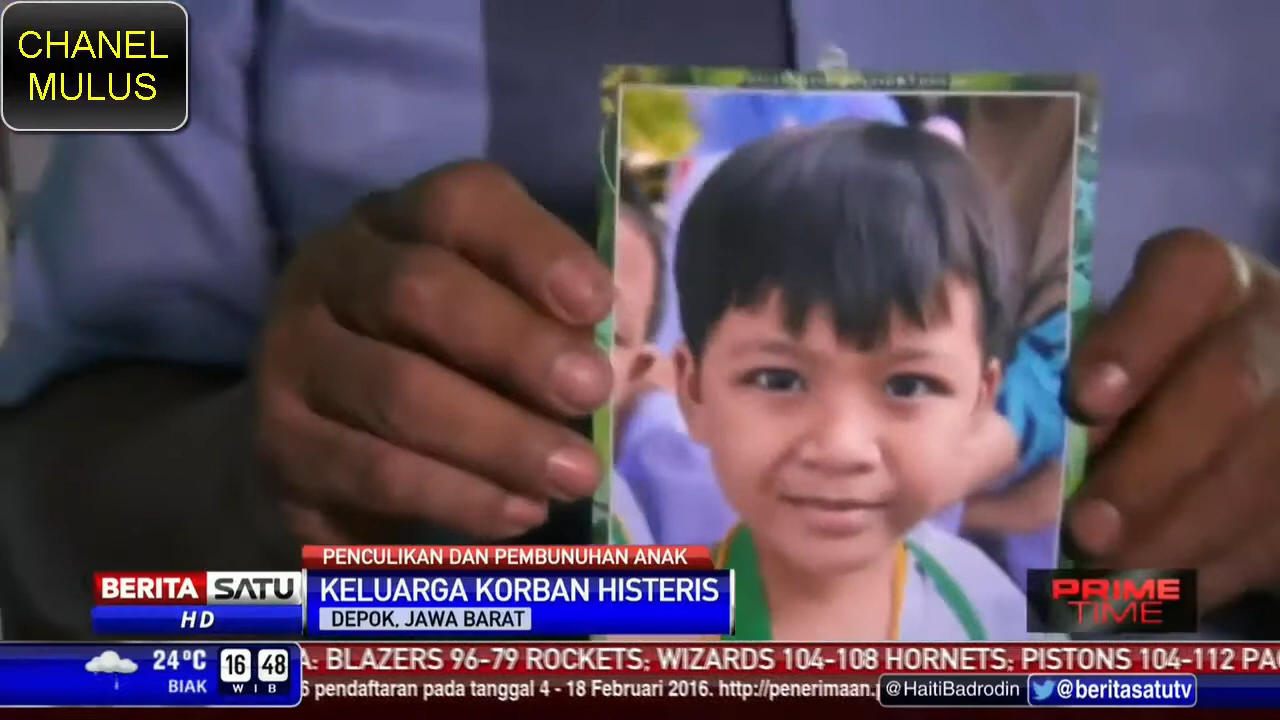 CHANEL
MULUS
PENCULIKAN DAN PEMBUNUHAN ANAK
BERITA SATU
HD
KELUARGA KORBAN HISTERIS
DEPOK, JAWA BARAT
PRIME
TIME
24°C
BIAK
16 48
WIB
A: BLAZERS 96-79 ROCKETS; WIZARDS 104-108 HORNETS; PISTONS 104-112 PAC
6 pendaftaran pada tanggal 4 - 18 Februari 2016. http://penerimaan.p
@HaitiBadrodin
@beritasatutv